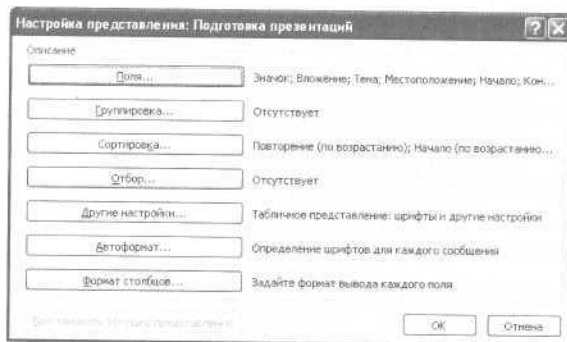 Настройка представления: Подготовка презентаций
Описание
Поля... Значок; Вложение; Тема; Местоположение; Начало; Кон...
Группировка... Отсутствует
Сортировка... Повторение (по возрастанию); Начало (по возрастанию...
Отбор... Отсутствует
Другие настройки... Табличное представление: шрифты и другие настройки
Автоформат... Определение шрифтов для каждого сообщения
Формат столбцов... Задайте формат вывода каждого поля
OK Отмена